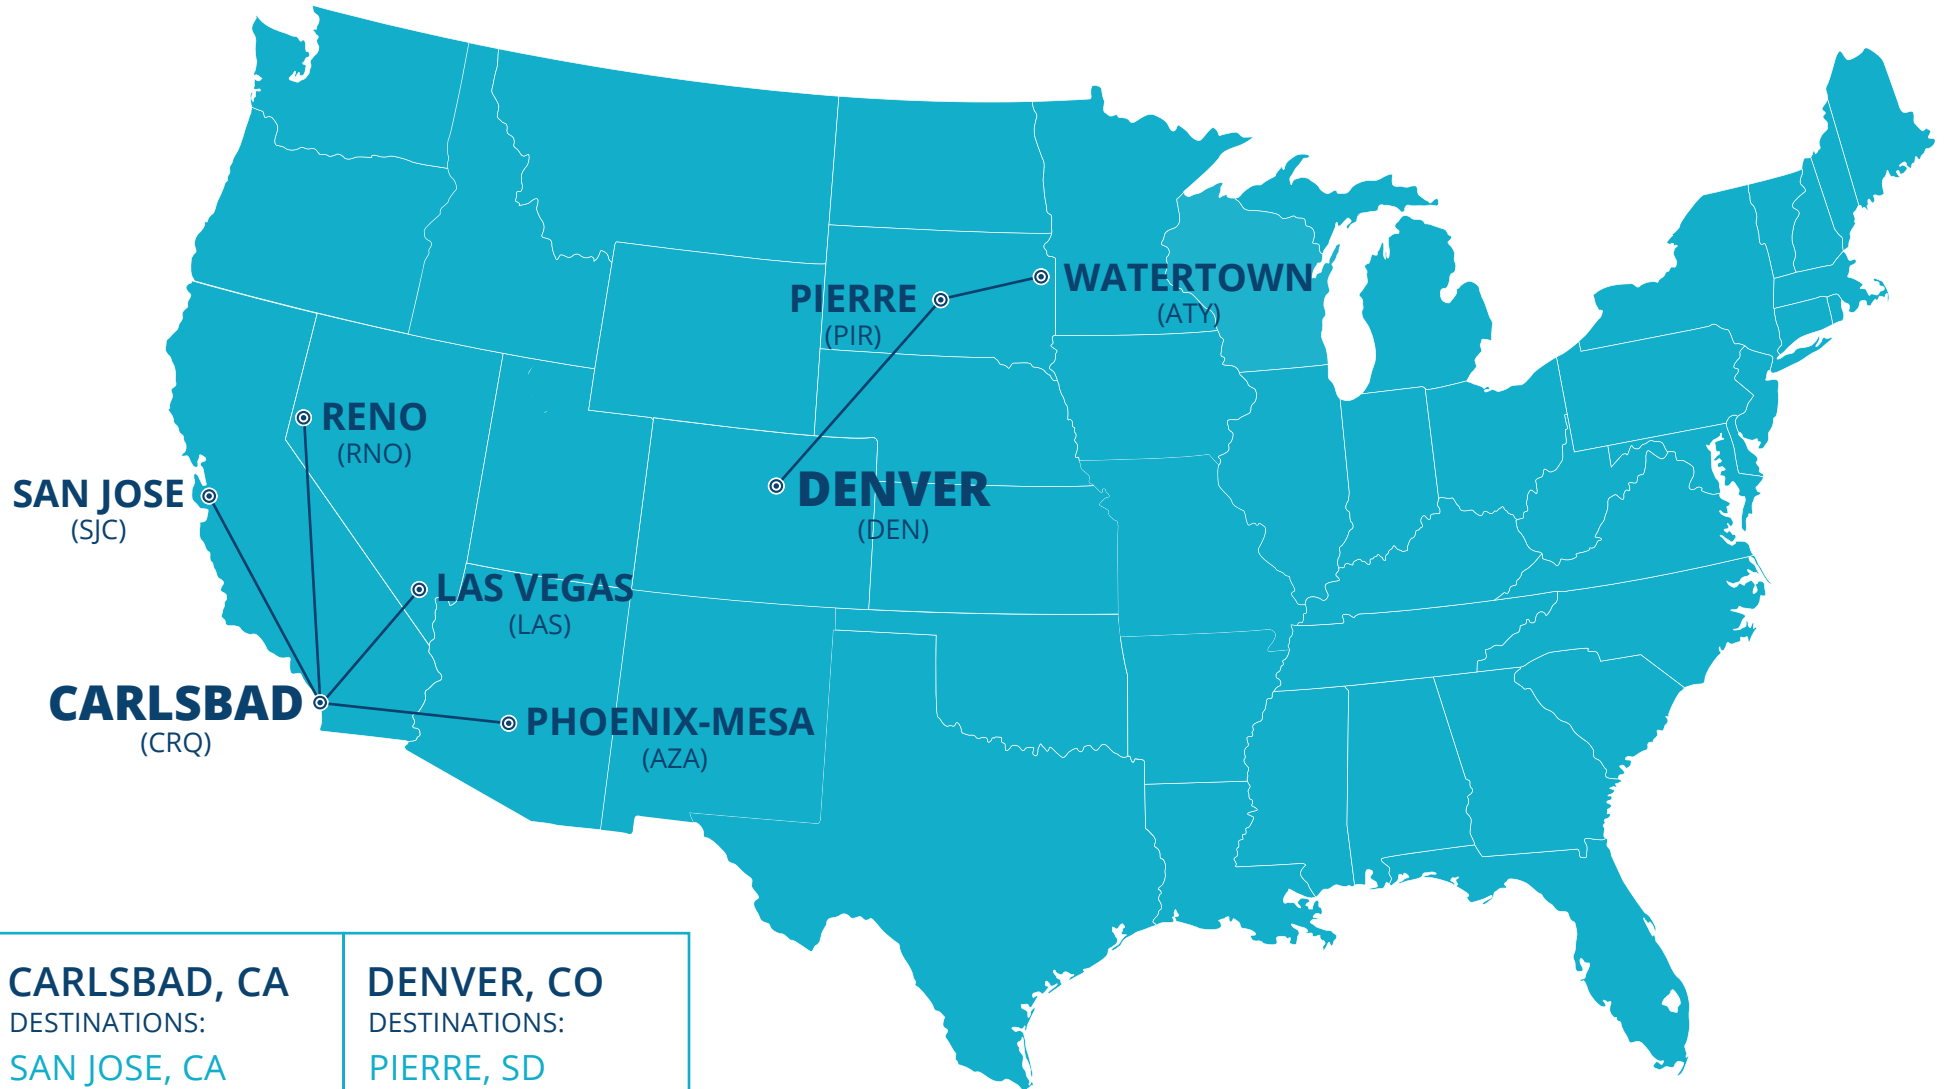 WATERTOWN
(ATY)
PIERRE
(PIR)
RENO
(RNO)
SAN JOSE
(SJC)
DENVER
(DEN)
LAS VEGAS
(LAS)
CARLSBAD
(CRQ)
PHOENIX-MESA
(AZA)
CARLSBAD, CA
DESTINATIONS:
SAN JOSE, CA
DENVER, CO
DESTINATIONS:
PIERRE, SD